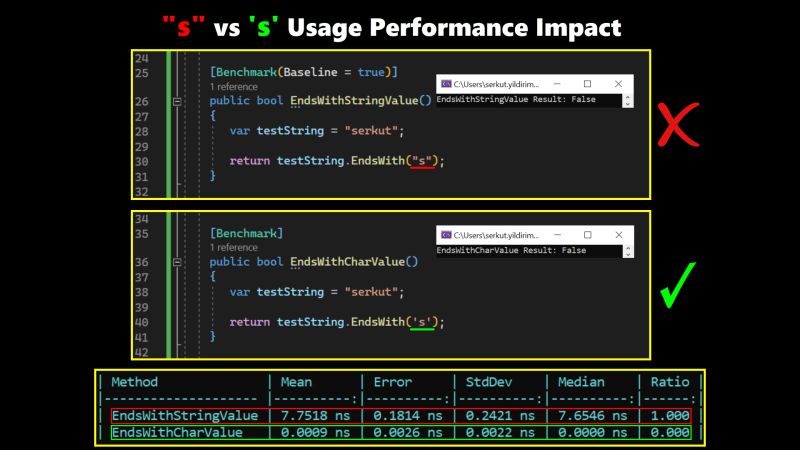 "s" vs 's' Usage Performance Impact
24
25 [Benchmark(Baseline = true)]
1 reference
26 public bool EndsWithStringValue()
27 {
28 var testString = "serkut";
29
30 return testString.EndsWith("s");
31 }
32
C:\Users\serkut.yildirim...
EndsWithStringValue Result: False
34
35 [Benchmark]
1 reference
36 public bool EndsWithCharValue()
37 {
38 var testString = "serkut";
39
40 return testString.EndsWith('s');
41 }
42
C:\Users\serkut.yildirim...
EndsWithCharValue Result: False
| Method | Mean | Error | StdDev | Median | Ratio |
|-------------------- |----------:|----------:|----------:|----------:|------:|
| EndsWithStringValue | 7.7518 ns | 0.1814 ns | 0.2421 ns | 7.6546 ns | 1.000 |
| EndsWithCharValue | 0.0009 ns | 0.0026 ns | 0.0022 ns | 0.0000 ns | 0.000 |